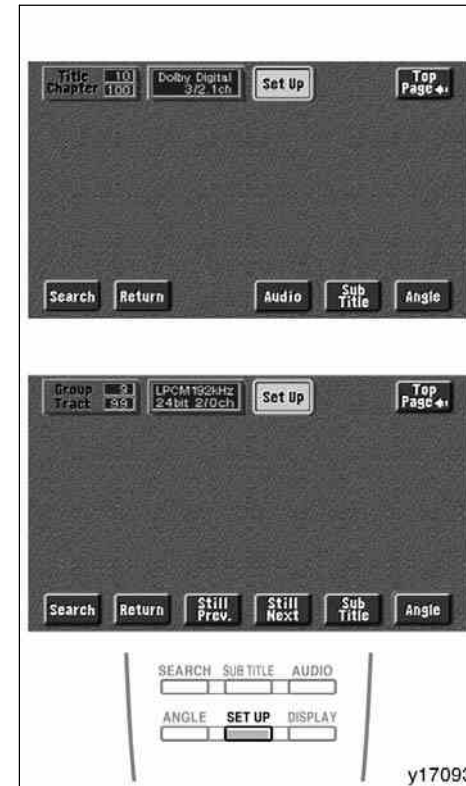 Title 10
Chapter 100
Dolby Digital
3/2.1ch
Set Up
Top
Page
Search
Return
Audio
Sub
Title
Angle
Group 9
Tract 99
LPCM192kHz
24bit 2/0ch
Set Up
Top
Page
Search
Return
Still
Prev.
Still
Next
Sub
Title
Angle
SEARCH SUB TITLE AUDIO
ANGLE SET UP DISPLAY
y17093